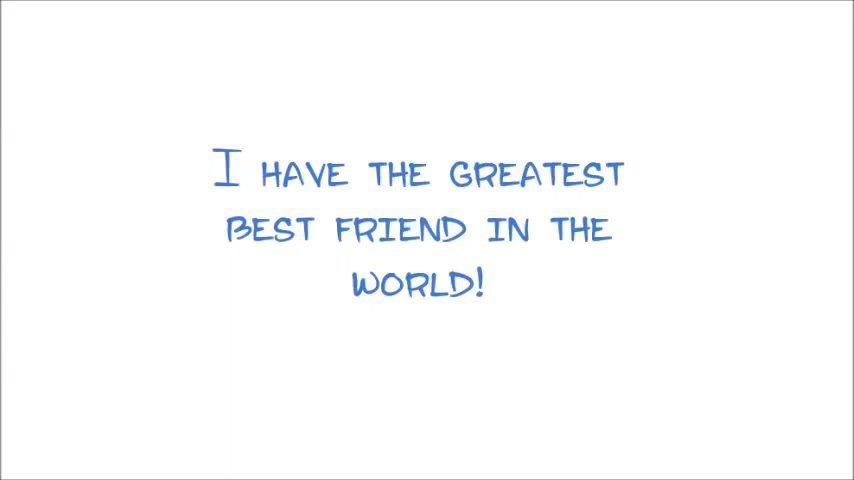 I HAVE THE GREATEST
BEST FRIEND IN THE
WORLD!